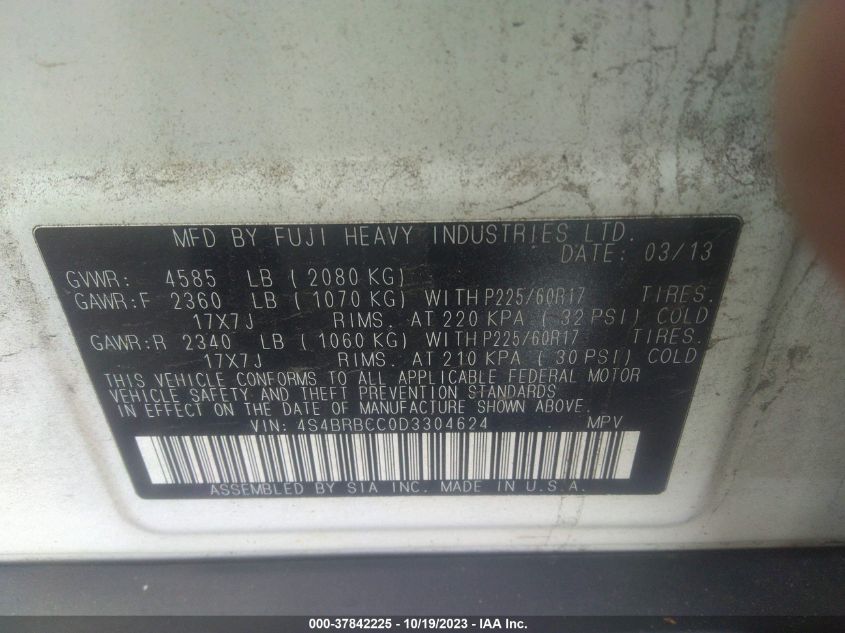 MFD BY FUJI HEAVY INDUSTRIES LTD.
DATE: 03/13
GVWR: 4585 LB ( 2080 KG)
GAWR:F 2360 LB ( 1070 KG) WITH P225/60R17 TIRES.
17X7J RIMS. AT 220 KPA ( 32 PSI) COLD
GAWR:R 2340 LB ( 1060 KG) WITH P225/60R17 TIRES.
17X7J RIMS. AT 210 KPA ( 30 PSI) COLD
THIS VEHICLE CONFORMS TO ALL APPLICABLE FEDERAL MOTOR
VEHICLE SAFETY AND THEFT PREVENTION STANDARDS
IN EFFECT ON THE DATE OF MANUFACTURE SHOWN ABOVE.
VIN: 4S4BRBCC0D3304624 MPV
ASSEMBLED BY SIA INC. MADE IN U.S.A.
000-37842225 - 10/19/2023 - IAA Inc.